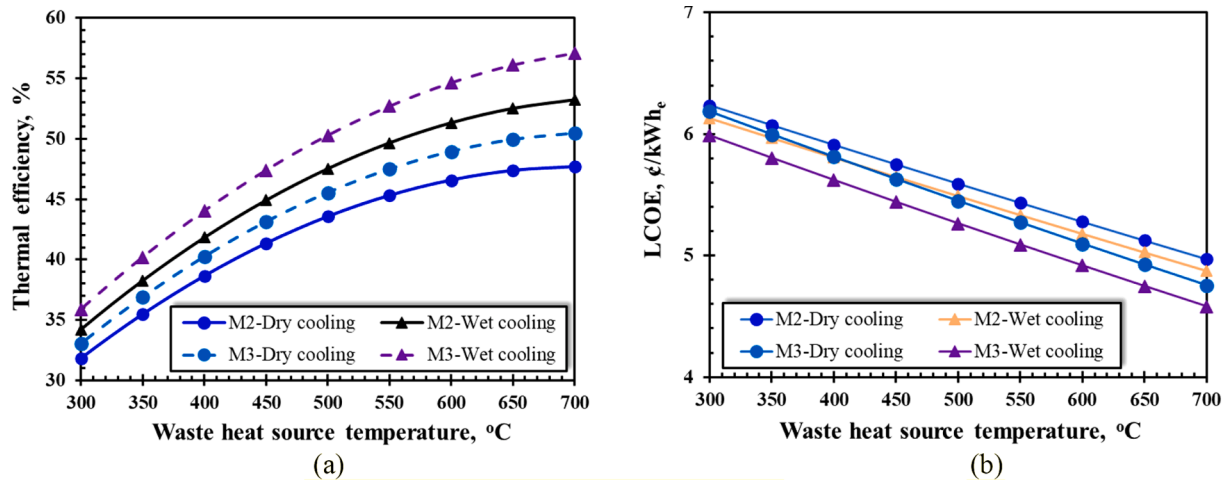 60
55
50
45
40
35
30
Thermal efficiency, %
M2-Dry cooling
M2-Wet cooling
M3-Dry cooling
M3-Wet cooling
300 350 400 450 500 550 600 650 700
Waste heat source temperature, °C
(a)
7
6
5
4
LCOE, ¢/kWhₑ
M2-Dry cooling
M2-Wet cooling
M3-Dry cooling
M3-Wet cooling
300 350 400 450 500 550 600 650 700
Waste heat source temperature, °C
(b)